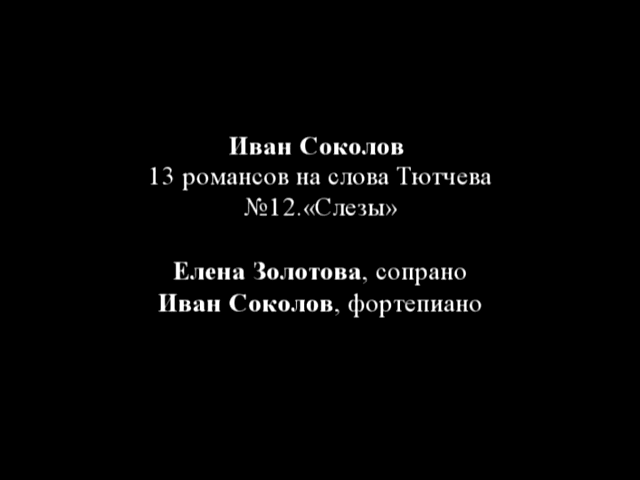 Иван Соколов
13 романсов на слова Тютчева
№12.«Слезы»
Елена Золотова, сопрано
Иван Соколов, фортепиано